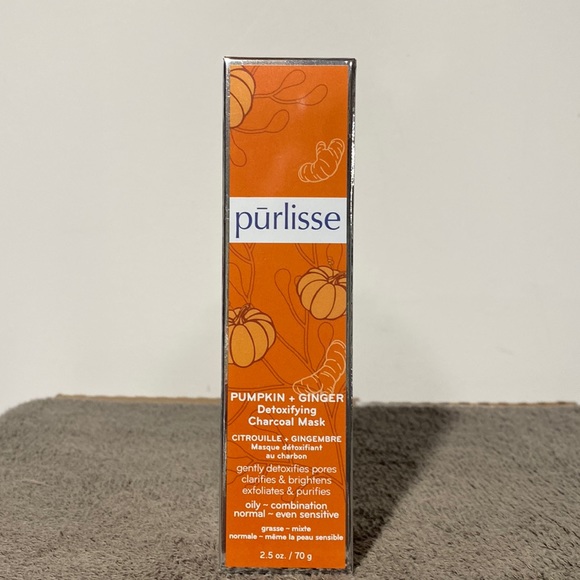 pūrlisse
PUMPKIN + GINGER
Detoxifying
Charcoal Mask
CITROUILLE + GINGEMBRE
Masque détoxifiant
au charbon
gently detoxifies pores
clarifies & brightens
exfoliates & purifies
oily – combination
normal – even sensitive
grasse – mixte
normale – même la peau sensible
2.5 oz. / 70 g